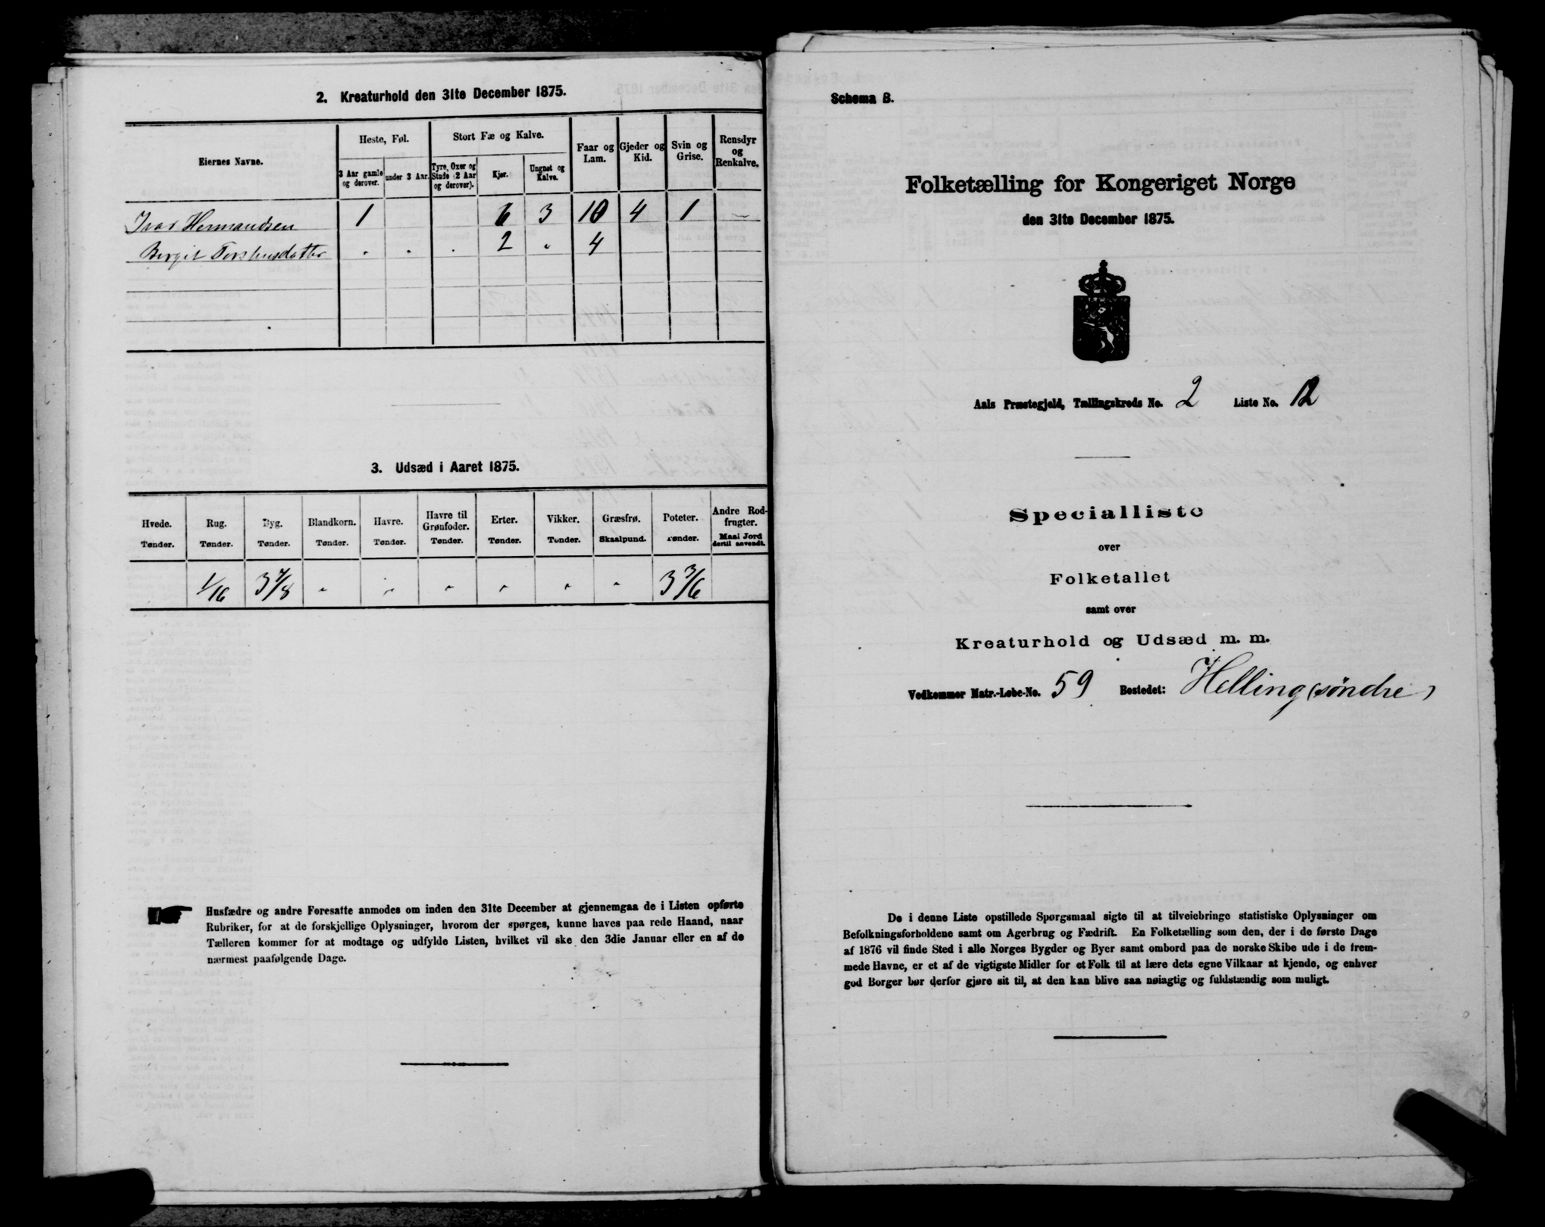 2. Kreaturhold den 31te December 1875.
Eiernes Navne.
Heste, Føl.
Stort Fæ og Kalve.
Faar og Lam.
Gjeder og Kid.
Svin og Grise.
Rensdyr og Renkalve.
3 Aar gamle og derover.
under 3 Aar.
Tyre, Oxer og Stude (2 Aar og derover).
Kjør.
Ungnet og Kalve.
Ivar Hermandsen 1 6 3 10 4 1 —
Birgit Torstensdatter " " " 2 " 4
3. Udsæd i Aaret 1875.
Hvede. Rug. Byg. Blandkorn. Havre. Havre til Grønfoder. Erter. Vikker. Græsfrø. Poteter. Andre Rodfrugter.
Tønder. Tønder. Tønder. Tønder. Tønder. Tønder. Tønder. Tønder. Skaalpund. Tønder. Maal Jord dertil anvendt.
1/16 3 7/8 " " " " " " 3 3/6
Husfædre og andre Foresatte anmodes om inden den 31te December at gjennemgaa de i Listen opførte
Rubriker, for at de forskjellige Oplysninger, hvorom der spørges, kunne haves paa rede Haand, naar
Tælleren kommer for at modtage og udfylde Listen, hvilket vil ske den 3die Januar eller en af de
nærmest paafølgende Dage.
Schema B.
Folketælling for Kongeriget Norge
den 31te December 1875.
Aals Præstegjeld, Tællingskreds No. 2 Liste No. 12
Specialliste
over
Folketallet
samt over
Kreaturhold og Udsæd m. m.
Vedkommer Matr.-Løbe-No. 59 Bostedet: Helling (søndre)
De i denne Liste opstillede Spørgsmaal sigte til at tilveiebringe statistiske Oplysninger om
Befolkningsforholdene samt om Agerbrug og Fædrift. En Folketælling som den, der i de første Dage
af 1876 vil finde Sted i alle Norges Bygder og Byer samt ombord paa de norske Skibe ude i de frem-
mede Havne, er et af de vigtigste Midler for et Folk til at lære dets egne Vilkaar at kjende, og enhver
god Borger bør derfor gjøre sit til, at den kan blive saa nøiagtig og fuldstændig som muligt.